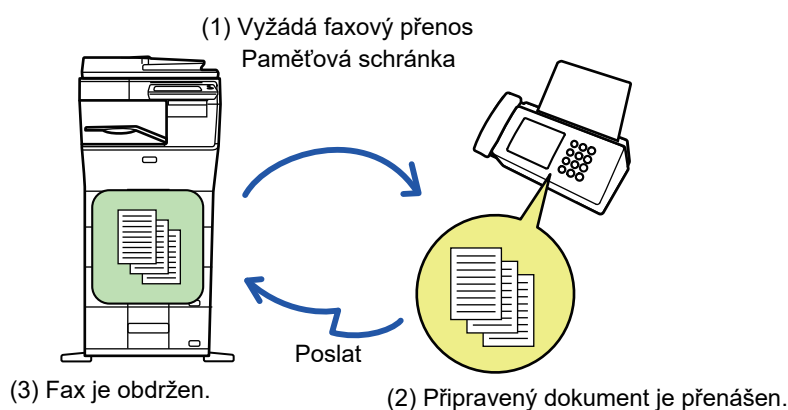 (1) Vyžádá faxový přenos
Paměťová schránka
Poslat
(3) Fax je obdržen.
(2) Připravený dokument je přenášen.